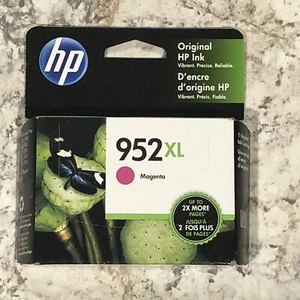 hp
Original
HP Ink
Vibrant. Precise. Reliable.
D'encre
d'origine HP
Vibrant. Précis. Fiable.
952XL
Magenta
UP TO
2X MORE
PAGES
JUSQU'À
2 FOIS PLUS
DE PAGES